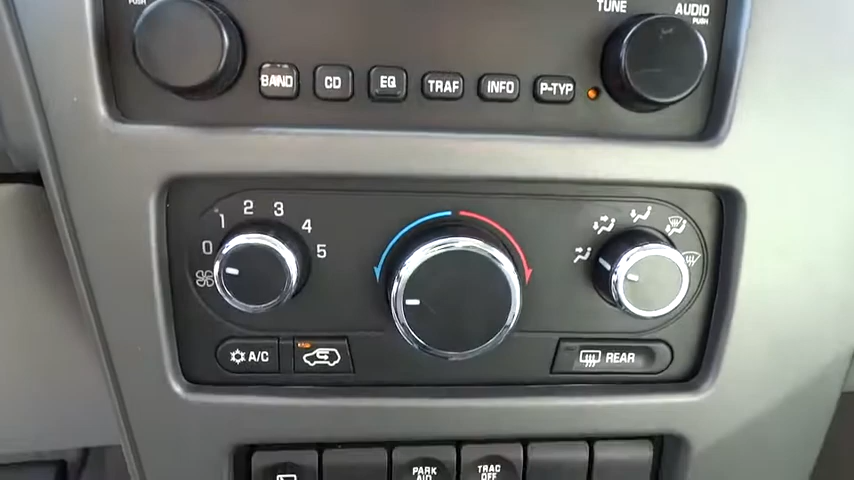 PUSH
TUNE
AUDIO
PUSH
BAND CD EQ TRAF INFO P-TYP
0 1 2 3 4 5
A/C
REAR
PARK
AID
TRAC
OFF